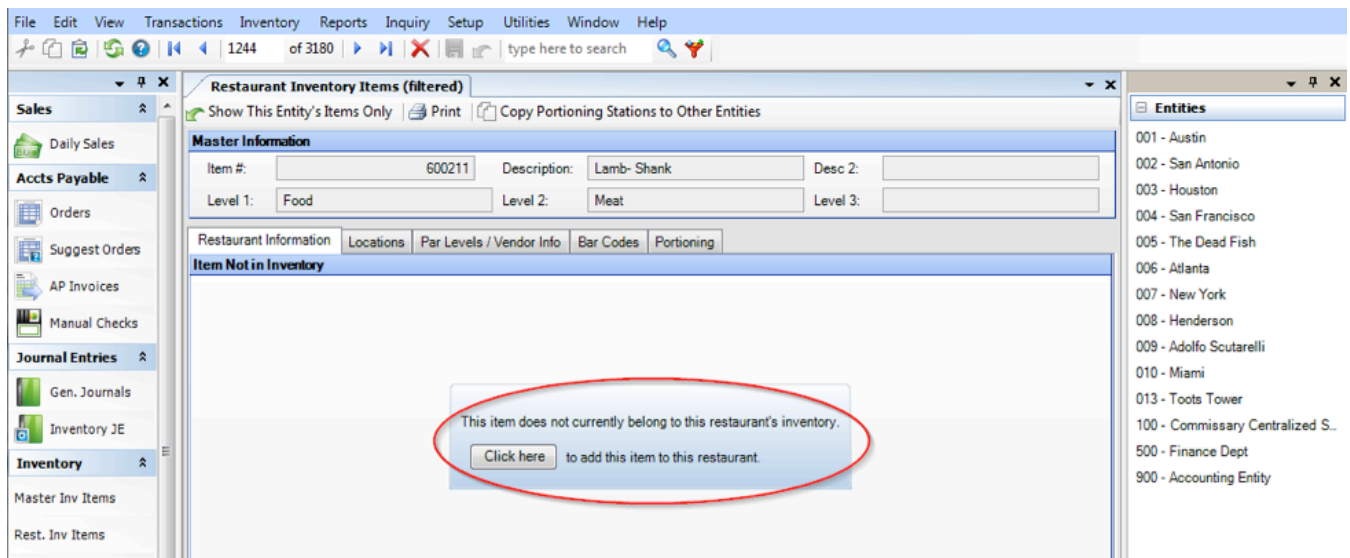 File Edit View Transactions Inventory Reports Inquiry Setup Utilities Window Help
1244 of 3180 type here to search
Sales
Daily Sales
Accts Payable
Orders
Suggest Orders
AP Invoices
Manual Checks
Journal Entries
Gen. Journals
Inventory JE
Inventory
Master Inv Items
Rest. Inv Items
Restaurant Inventory Items (filtered)
Show This Entity's Items Only Print Copy Portioning Stations to Other Entities
Master Information
Item #: 600211 Description: Lamb- Shank Desc 2:
Level 1: Food Level 2: Meat Level 3:
Restaurant Information Locations Par Levels / Vendor Info Bar Codes Portioning
Item Not in Inventory
This item does not currently belong to this restaurant's inventory.
Click here to add this item to this restaurant.
Entities
001 - Austin
002 - San Antonio
003 - Houston
004 - San Francisco
005 - The Dead Fish
006 - Atlanta
007 - New York
008 - Henderson
009 - Adolfo Scutarelli
010 - Miami
013 - Toots Tower
100 - Commissary Centralized S...
500 - Finance Dept
900 - Accounting Entity